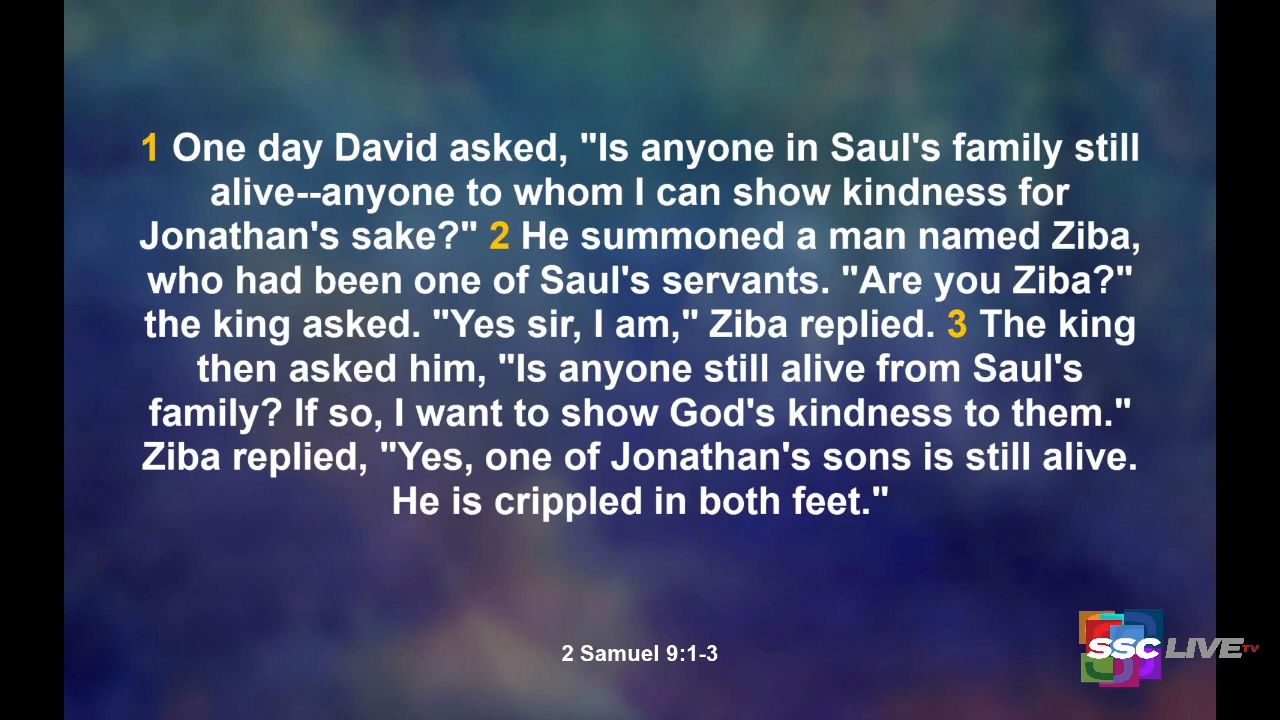 1 One day David asked, "Is anyone in Saul's family still
alive--anyone to whom I can show kindness for
Jonathan's sake?" 2 He summoned a man named Ziba,
who had been one of Saul's servants. "Are you Ziba?"
the king asked. "Yes sir, I am," Ziba replied. 3 The king
then asked him, "Is anyone still alive from Saul's
family? If so, I want to show God's kindness to them."
Ziba replied, "Yes, one of Jonathan's sons is still alive.
He is crippled in both feet."
2 Samuel 9:1-3
SSC LIVE TV